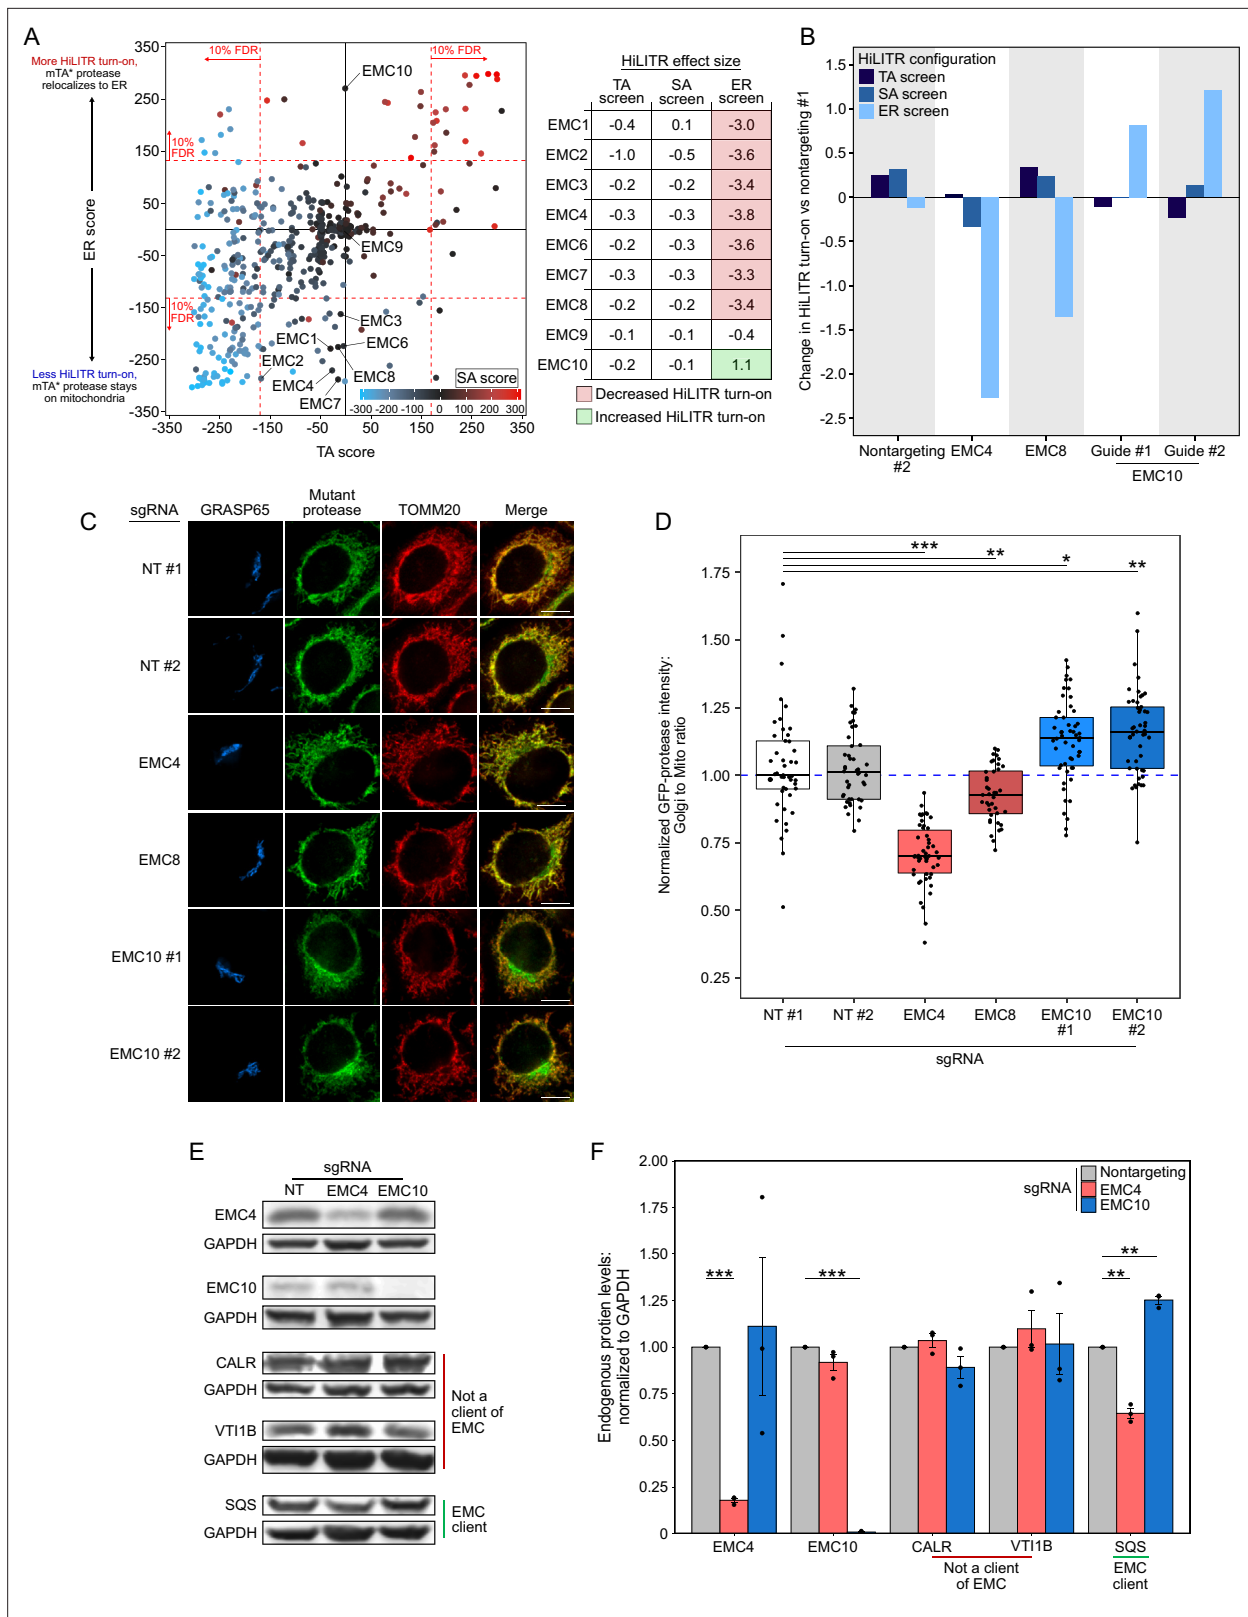 A
More HiLITR turn-on,
mTA* protease
relocalizes to ER
ER score
Less HiLITR turn-on,
mTA* protease stays
on mitochondria
350
250
150
50
-50
-150
-250
-350
10% FDR
10% FDR
10%
FDR
10%
FDR
EMC10
EMC9
EMC3
EMC1
EMC6
EMC2
EMC4
EMC8
EMC7
SA score
-300 -200 -100 0 100 200 300
-350 -250 -150 -50 50 150 250 350
TA score
HiLITR effect size
TA screen SA screen ER screen
EMC1 -0.4 0.1 -3.0
EMC2 -1.0 -0.5 -3.6
EMC3 -0.2 -0.2 -3.4
EMC4 -0.3 -0.3 -3.8
EMC6 -0.2 -0.3 -3.6
EMC7 -0.3 -0.3 -3.3
EMC8 -0.2 -0.2 -3.4
EMC9 -0.1 -0.1 -0.4
EMC10 -0.2 -0.1 1.1
Decreased HiLITR turn-on
Increased HiLITR turn-on
B
Change in HiLITR turn-on vs nontargeting #1
HiLITR configuration
TA screen
SA screen
ER screen
1.5
1.0
0.5
0
-0.5
-1.0
-1.5
-2.0
-2.5
Nontargeting #2 EMC4 EMC8 Guide #1 Guide #2
EMC10
C
sgRNA GRASP65 Mutant protease TOMM20 Merge
NT #1
NT #2
EMC4
EMC8
EMC10 #1
EMC10 #2
D
Normalized GFP-protease intensity:
Golgi to Mito ratio
1.75
1.50
1.25
1.00
0.75
0.50
0.25
***
**
*
**
NT #1 NT #2 EMC4 EMC8 EMC10 #1 EMC10 #2
sgRNA
E
sgRNA
NT EMC4 EMC10
EMC4
GAPDH
EMC10
GAPDH
CALR
GAPDH
VTI1B
GAPDH
Not a
client of
EMC
SQS
GAPDH
EMC
client
F
Endogenous protien levels:
normalized to GAPDH
2.00
1.75
1.50
1.25
1.00
0.75
0.50
0.25
0
sgRNA
Nontargeting
EMC4
EMC10
***
***
**
**
EMC4 EMC10 CALR VTI1B SQS
Not a client
of EMC
EMC
client